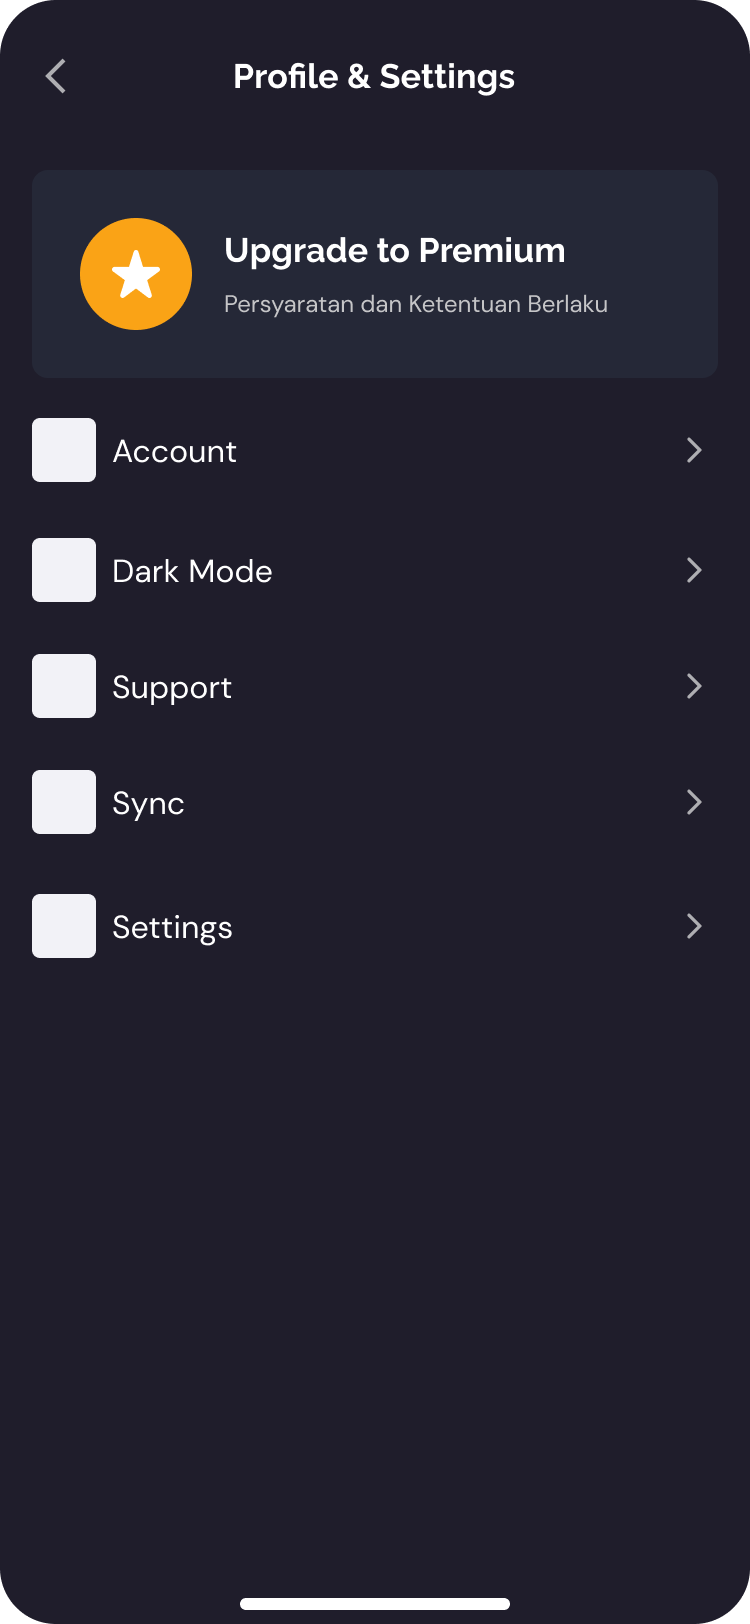 Profile & Settings
Upgrade to Premium
Persyaratan dan Ketentuan Berlaku
Account
Dark Mode
Support
Sync
Settings